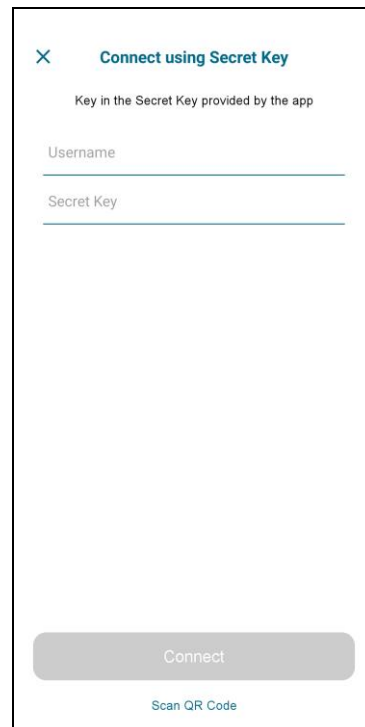 Connect using Secret Key
Key in the Secret Key provided by the app
Username
Secret Key
Connect
Scan QR Code